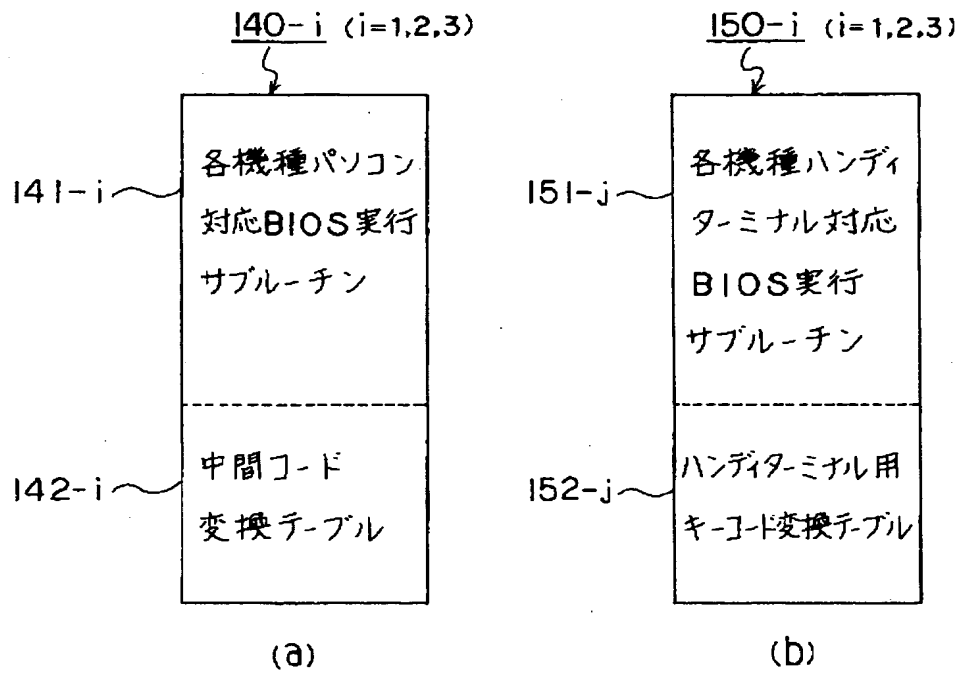 140-i (i=1,2,3)
141-i
各機種パソコン
対応BIOS実行
サブルーチン
142-i
中間コード
変換テーブル
(a)
150-i (i=1,2,3)
151-j
各機種ハンディ
ターミナル対応
BIOS実行
サブルーチン
152-j
ハンディターミナル用
キーコード変換テーブル
(b)